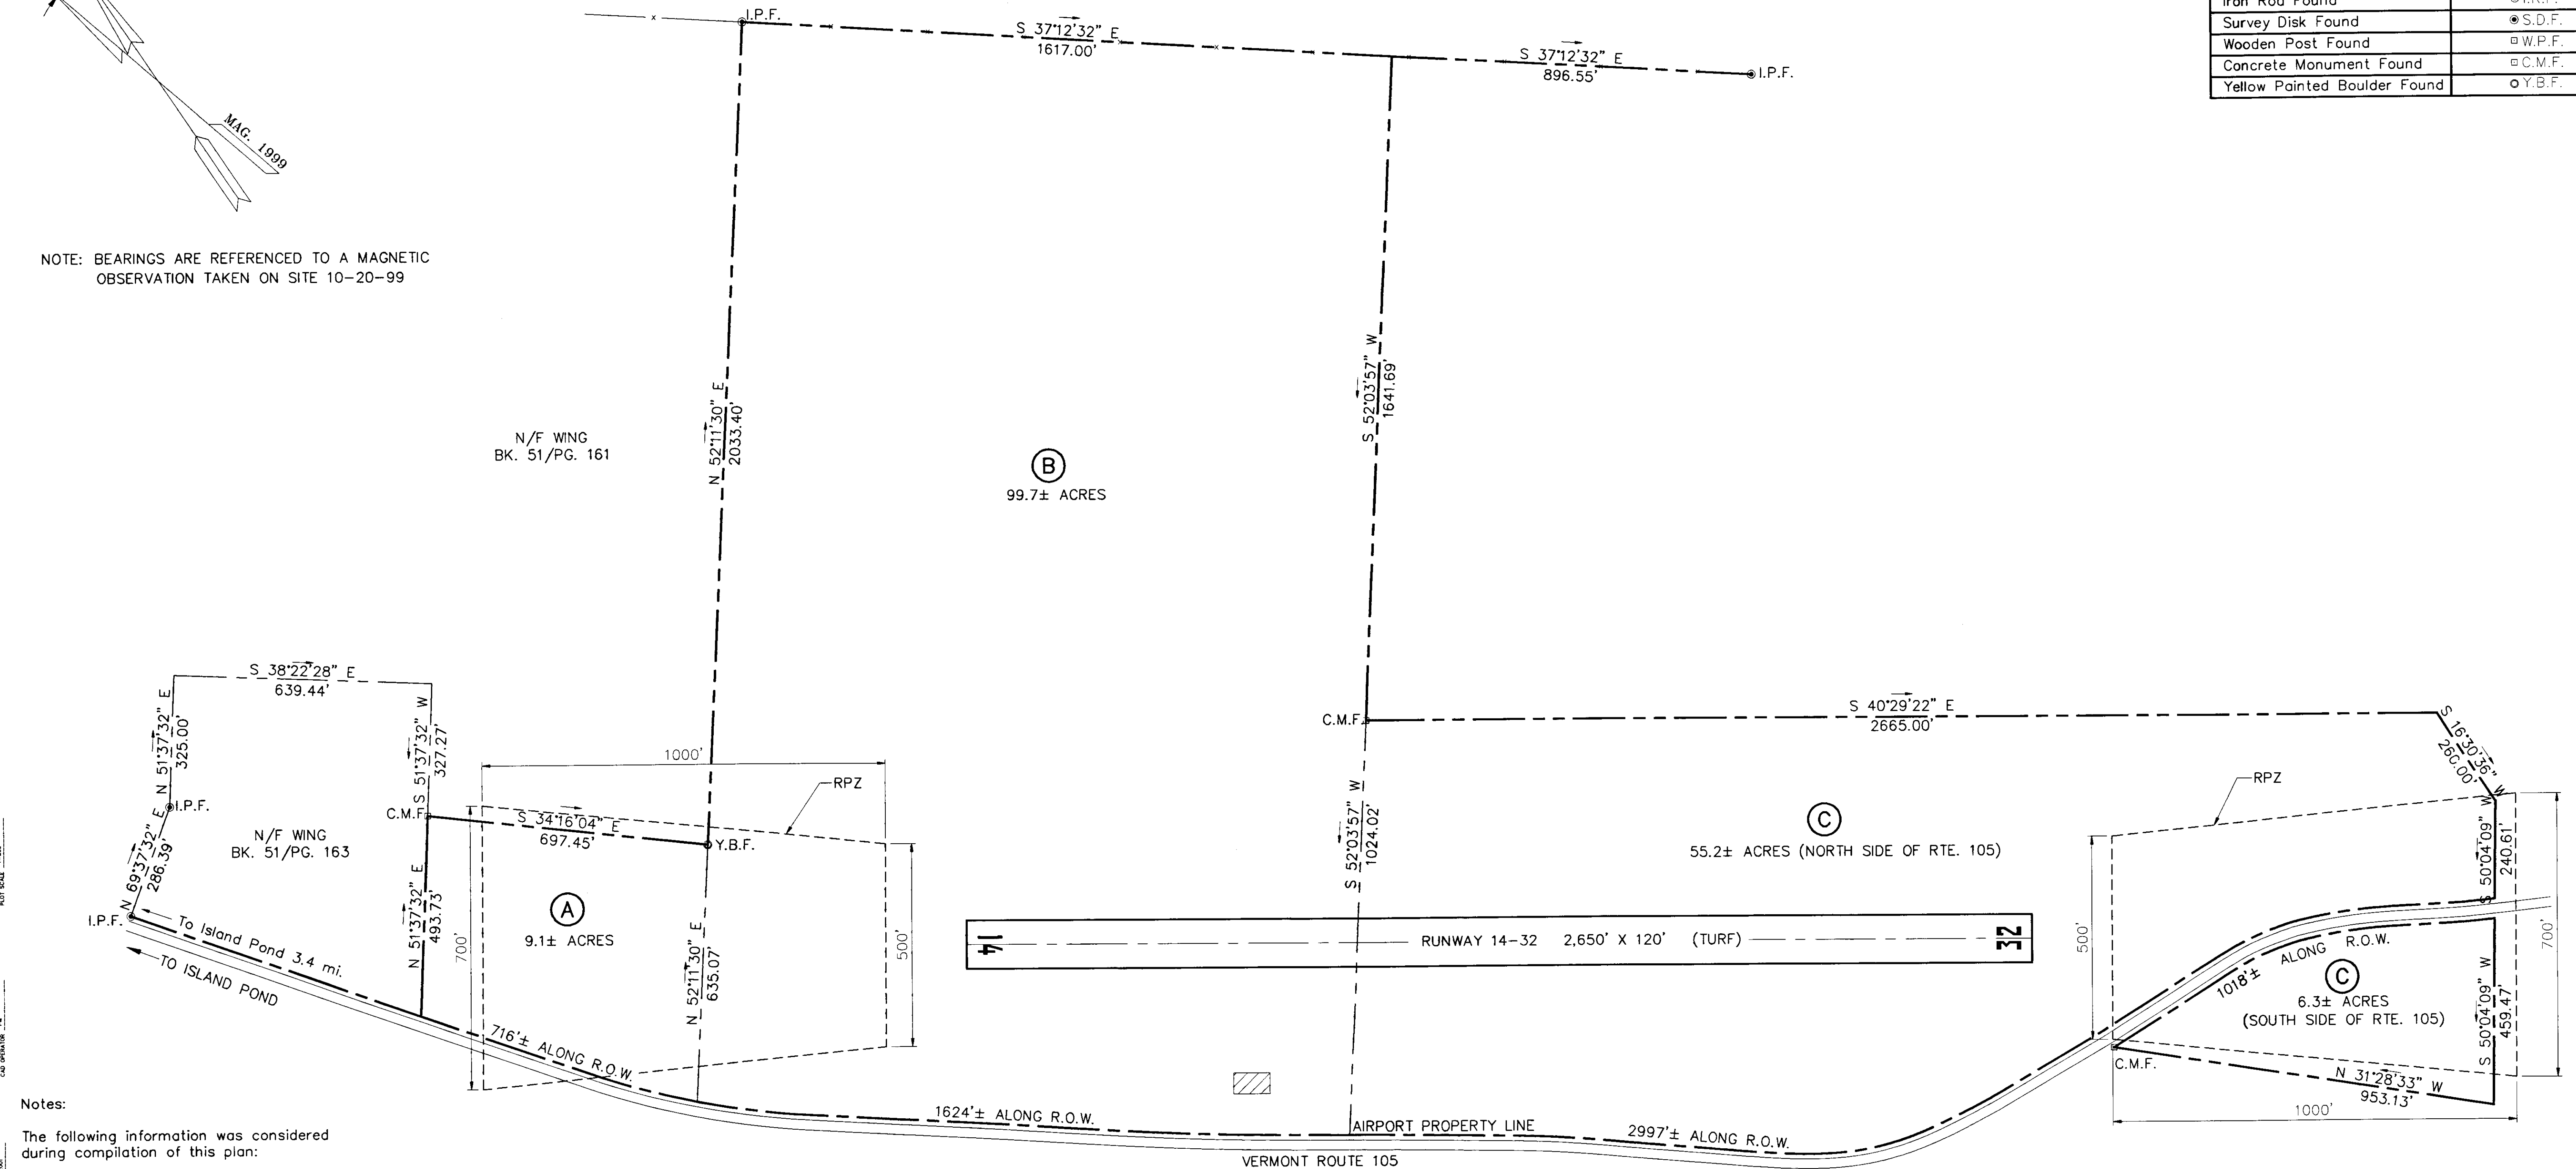 Iron Rod Found
I.R.F.
Survey Disk Found
S.D.F.
Wooden Post Found
W.P.F.
Concrete Monument Found
C.M.F.
Yellow Painted Boulder Found
Y.B.F.
MAG. 1999
NOTE: BEARINGS ARE REFERENCED TO A MAGNETIC
OBSERVATION TAKEN ON SITE 10-20-99
x
I.P.F.
S 37°12'32" E
1617.00'
S 37°12'32" E
896.55'
I.P.F.
N 52°11'30" E
2033.40'
S 52°03'57" W
1641.69'
N/F WING
BK. 51/PG. 161
B
99.7± ACRES
S 38°22'28" E
639.44'
N 51°37'32" E
325.00'
S 51°37'32" W
327.27'
I.P.F.
N 69°37'32" E
286.39'
I.P.F.
N/F WING
BK. 51/PG. 163
C.M.F.
N 51°37'32" E
493.73'
S 34°16'04" E
697.45'
Y.B.F.
1000'
RPZ
700'
500'
A
9.1± ACRES
N 52°11'30" E
635.07'
To Island Pond 3.4 mi.
TO ISLAND POND
716'± ALONG R.O.W.
1624'± ALONG R.O.W.
C.M.F.
S 52°03'57" W
1024.02'
S 40°29'22" E
2665.00'
S 16°30'36" W
260.00'
C
55.2± ACRES (NORTH SIDE OF RTE. 105)
14
RUNWAY 14-32 2,650' X 120' (TURF)
32
AIRPORT PROPERTY LINE
2997'± ALONG R.O.W.
VERMONT ROUTE 105
RPZ
S 50°04'09" W
240.61'
500'
700'
1018'± ALONG R.O.W.
C
6.3± ACRES
(SOUTH SIDE OF RTE. 105)
S 50°04'09" W
459.47'
C.M.F.
N 31°28'33" W
953.13'
1000'
Notes:
The following information was considered
during compilation of this plan:
PLOT SCALE
CAD OPERATOR